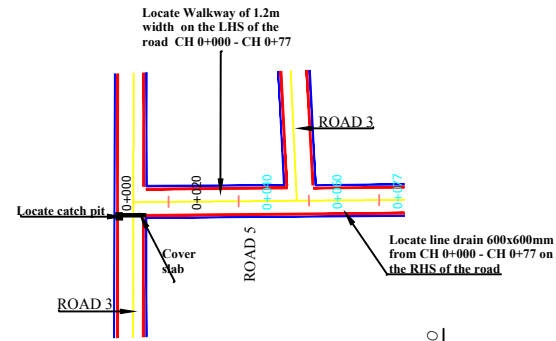 Locate Walkway of 1.2m
width on the LHS of the
road CH 0+000 - CH 0+77
ROAD 3
0+000
0+020
0+040
0+060
0+077
Locate catch pit
Cover
slab
ROAD 5
Locate line drain 600x600mm
from CH 0+000 - CH 0+77 on
the RHS of the road
ROAD 3